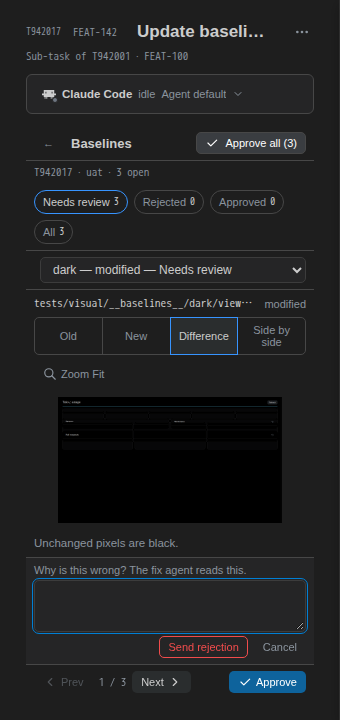 T942017 FEAT-142 Update baseli… ···
Sub-task of T942001 · FEAT-100
Claude Code idle Agent default
← Baselines Approve all (3)
T942017 · uat · 3 open
Needs review 3 Rejected 0 Approved 0
All 3
dark — modified — Needs review
tests/visual/__baselines__/dark/view… modified
Old New Difference Side by side
Zoom Fit
Unchanged pixels are black.
Why is this wrong? The fix agent reads this.
Send rejection Cancel
Prev 1 / 3 Next Approve